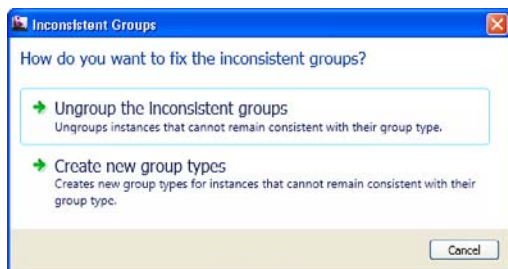 Inconsistent Groups
How do you want to fix the inconsistent groups?
Ungroup the inconsistent groups
Ungroups instances that cannot remain consistent with their group type.
Create new group types
Creates new group types for instances that cannot remain consistent with their
group type.
Cancel